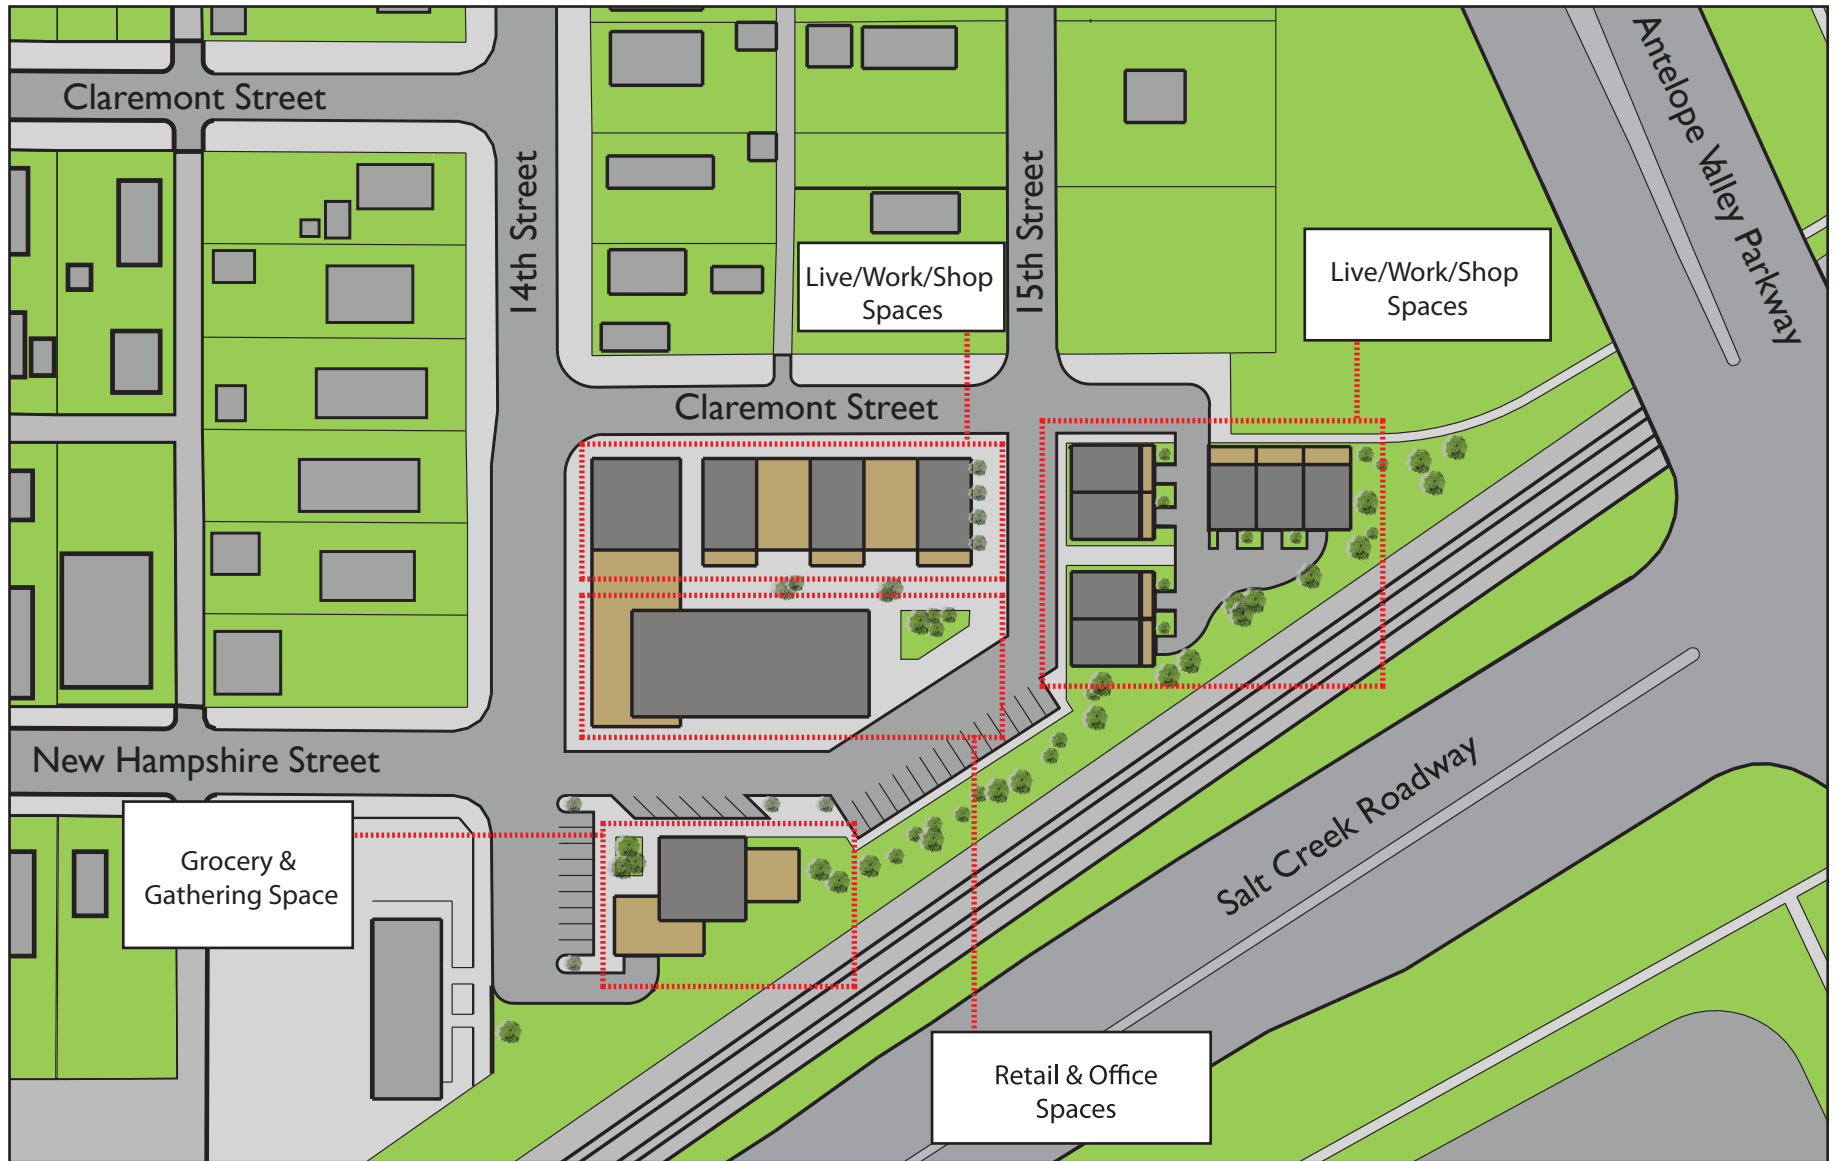 Claremont Street
14th Street
15th Street
Antelope Valley Parkway
Live/Work/Shop
Spaces
Live/Work/Shop
Spaces
Claremont Street
New Hampshire Street
Grocery &
Gathering Space
Salt Creek Roadway
Retail & Office
Spaces